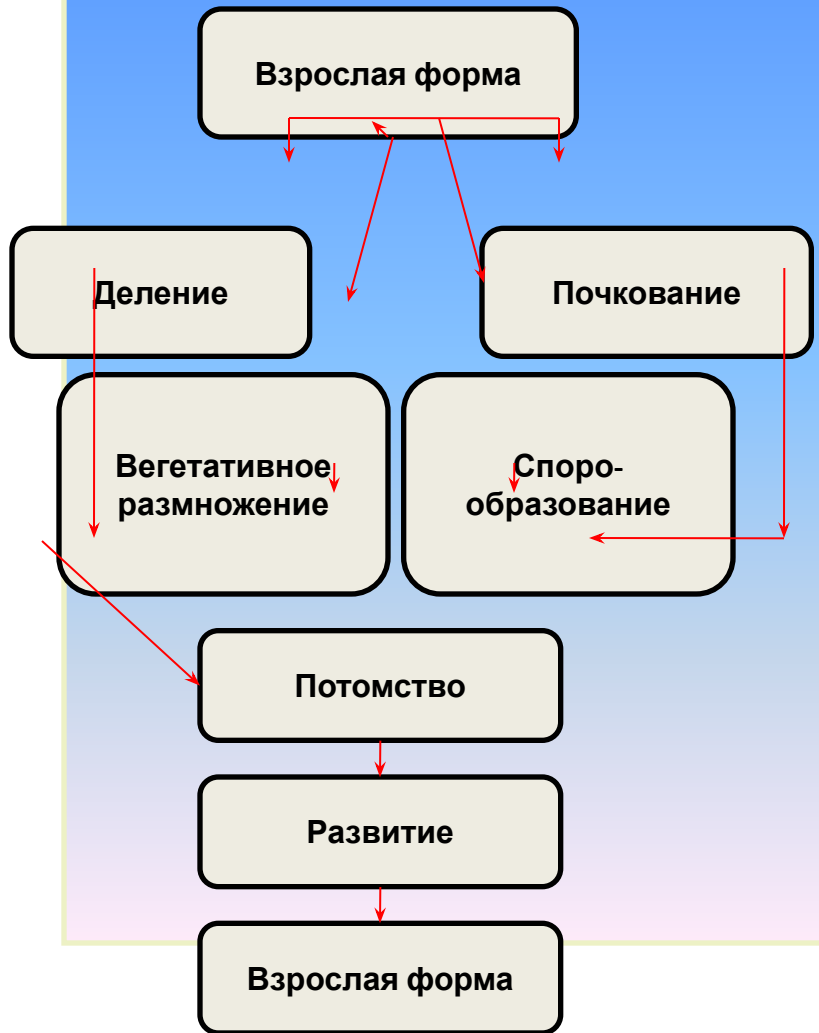 Взрослая форма
Деление
Почкование
Вегетативное
размножение
Споро-
образование
Потомство
Развитие
Взрослая форма